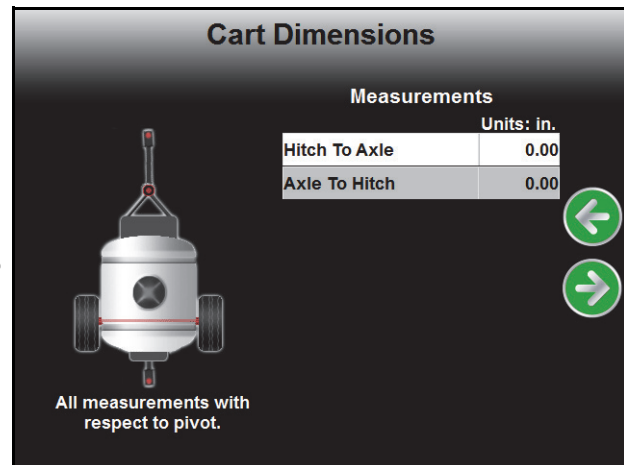 Cart Dimensions
Measurements
Units: in.
Hitch To Axle 0.00
Axle To Hitch 0.00
All measurements with
respect to pivot.